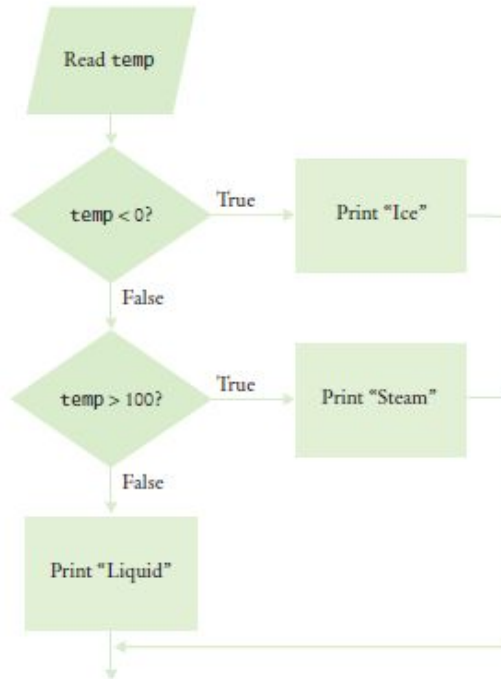 Read temp
temp < 0?
True
Print “Ice”
False
temp > 100?
True
Print “Steam”
False
Print “Liquid”